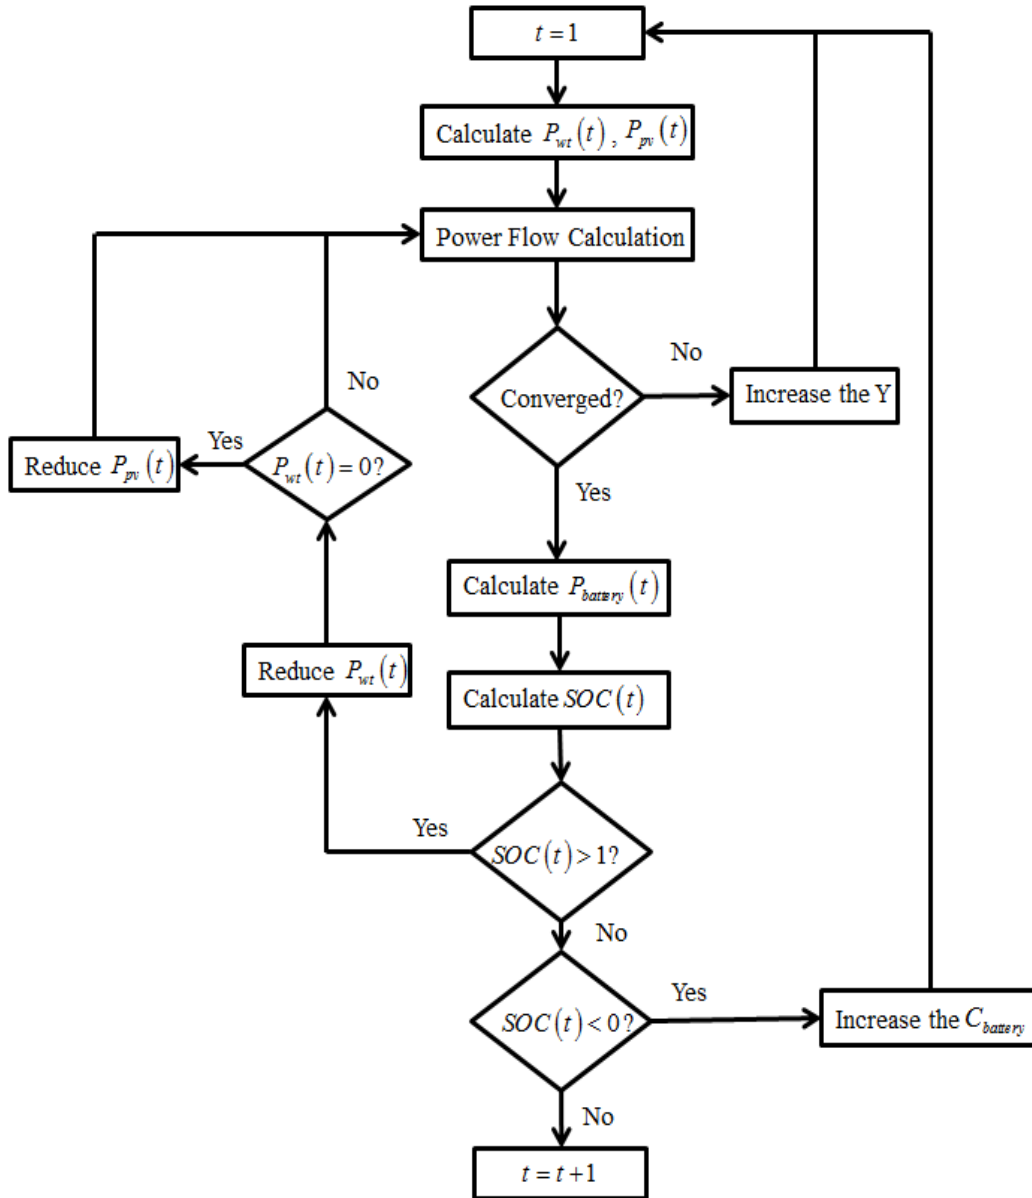 t = 1
Calculate P_wt(t), P_pv(t)
Power Flow Calculation
No
No
Converged?
Increase the Y
Yes
Reduce P_pv(t)
P_wt(t) = 0?
Yes
Calculate P_battery(t)
Reduce P_wt(t)
Calculate SOC(t)
Yes
SOC(t) > 1?
No
Yes
SOC(t) < 0?
Increase the C_battery
No
t = t + 1